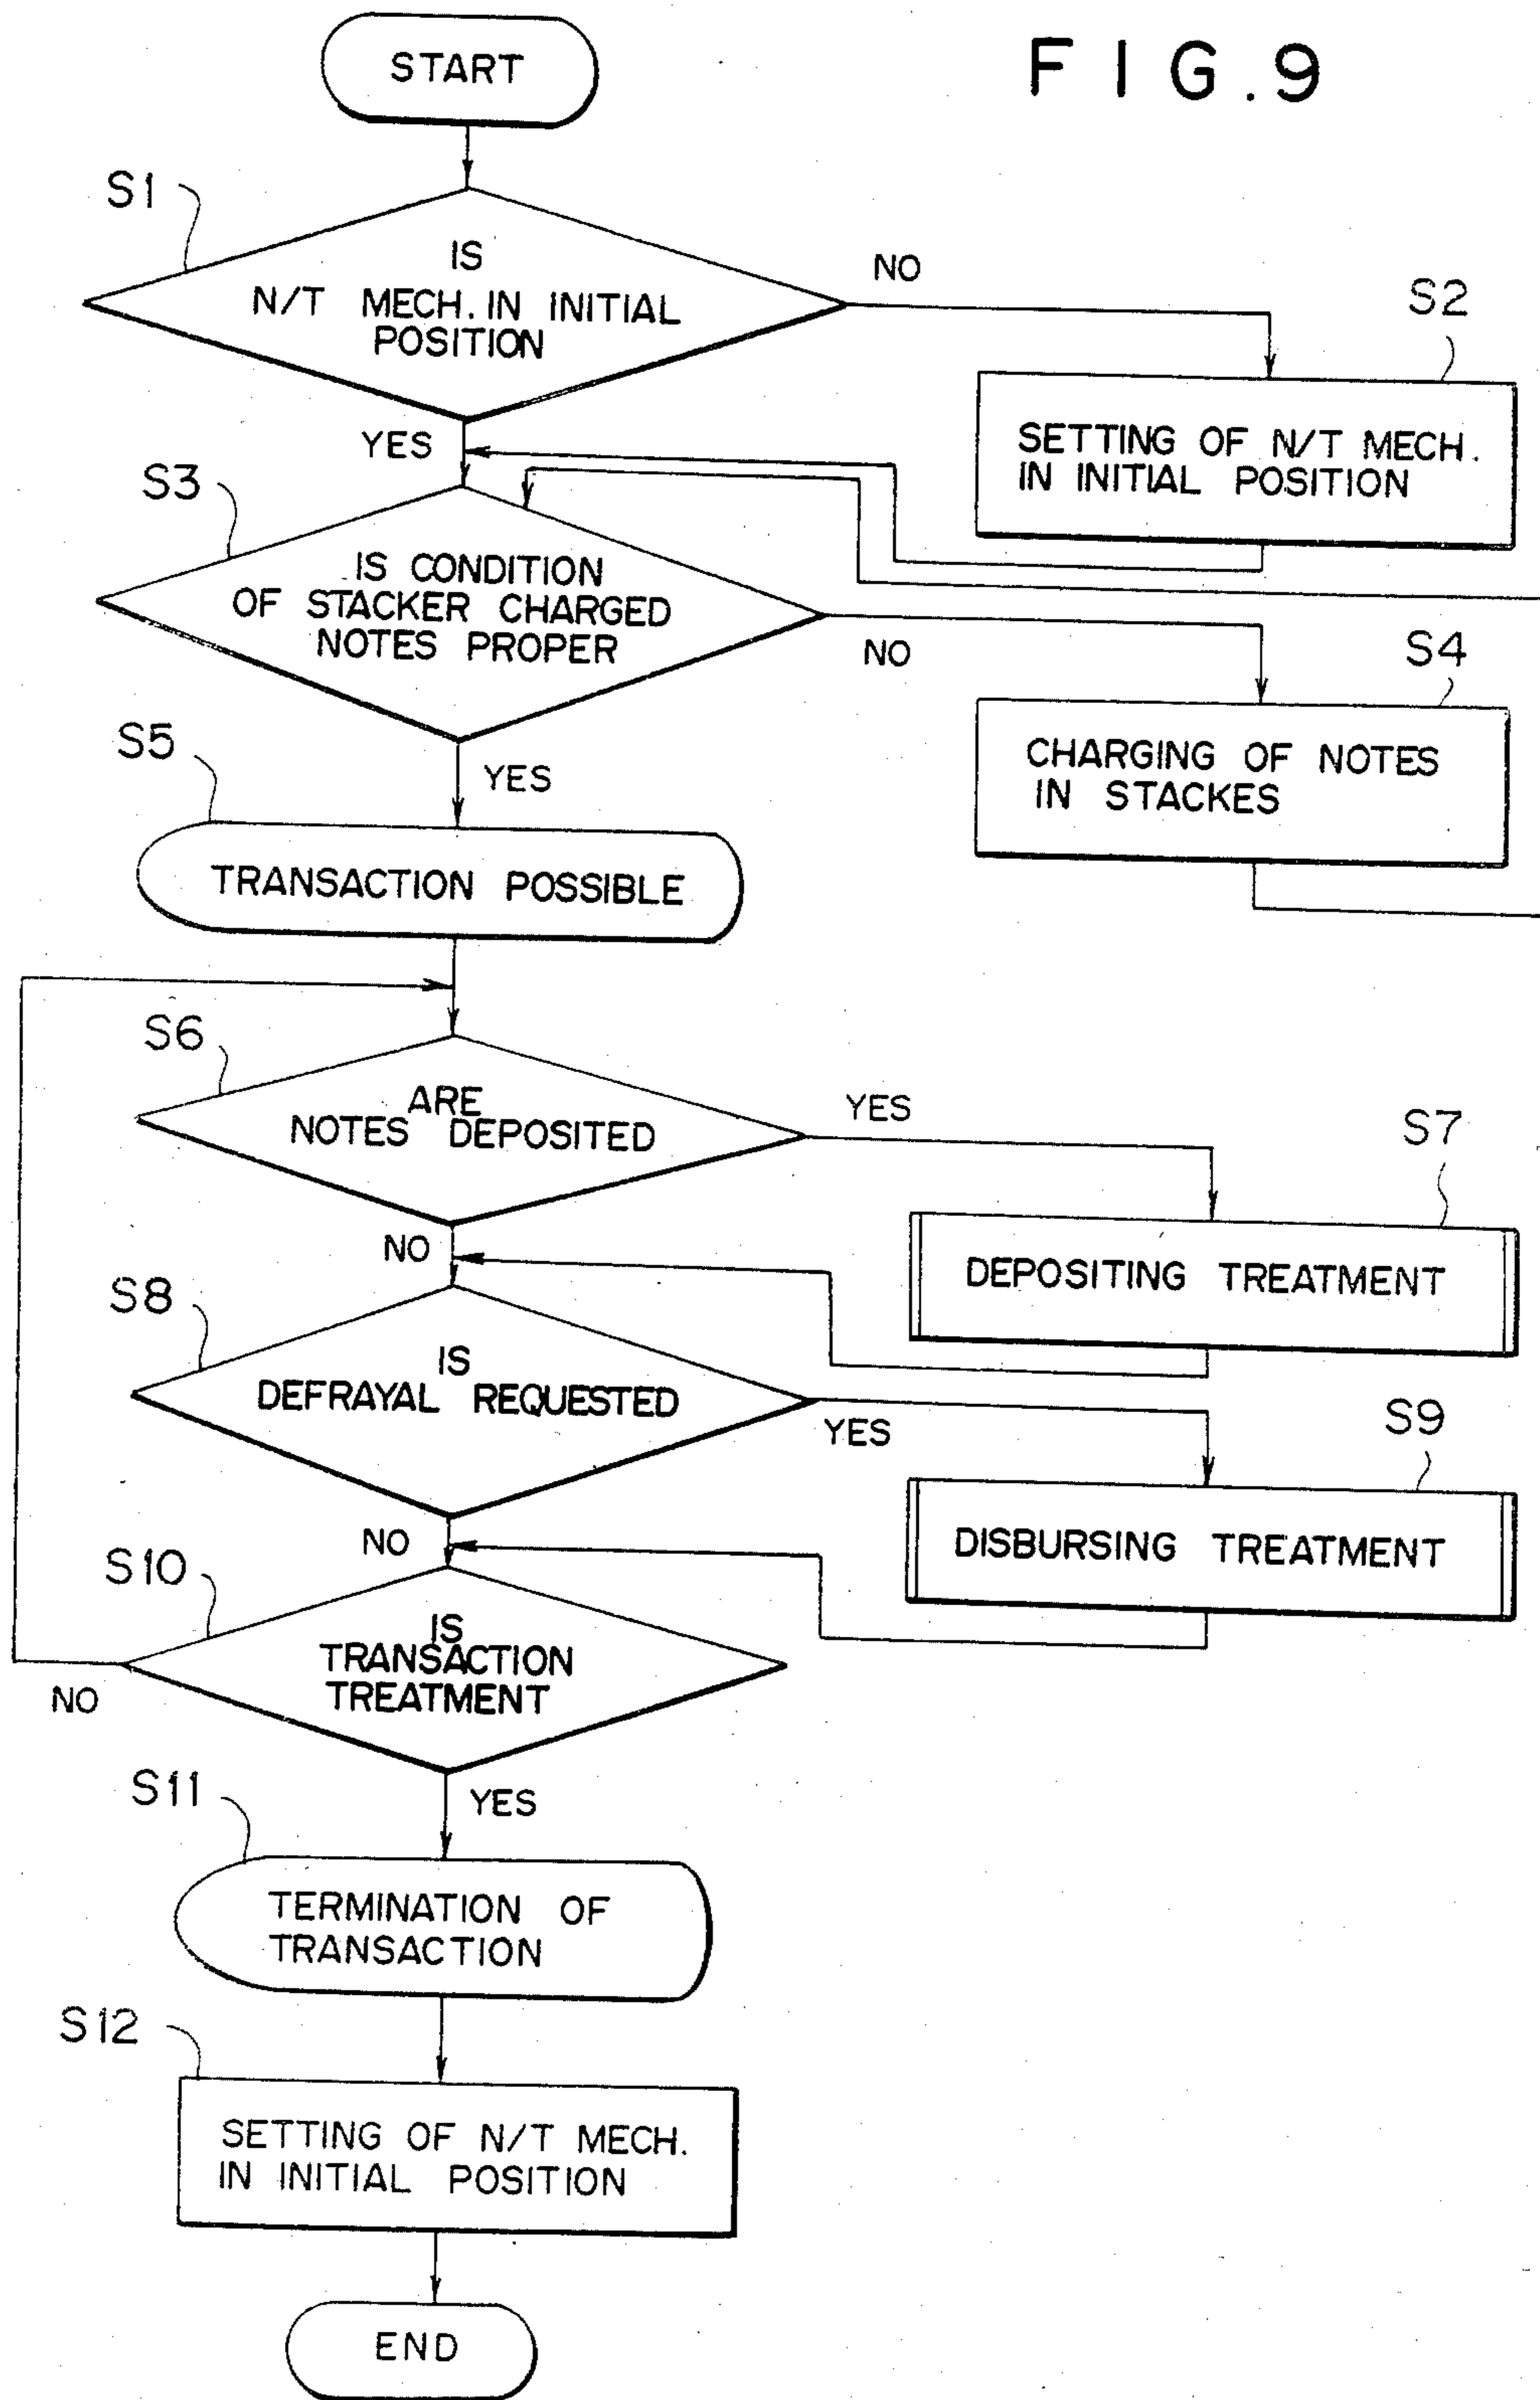 FIG.9
START
S1
IS
N/T MECH. IN INITIAL
POSITION
NO
S2
SETTING OF N/T MECH.
IN INITIAL POSITION
YES
S3
IS CONDITION
OF STACKER CHARGED
NOTES PROPER
NO
S4
CHARGING OF NOTES
IN STACKES
S5
YES
TRANSACTION POSSIBLE
S6
ARE
NOTES DEPOSITED
YES
S7
DEPOSITING TREATMENT
NO
S8
IS
DEFRAYAL REQUESTED
YES
S9
DISBURSING TREATMENT
NO
S10
IS
TRANSACTION
TREATMENT
NO
S11
YES
TERMINATION OF
TRANSACTION
S12
SETTING OF N/T MECH.
IN INITIAL POSITION
END